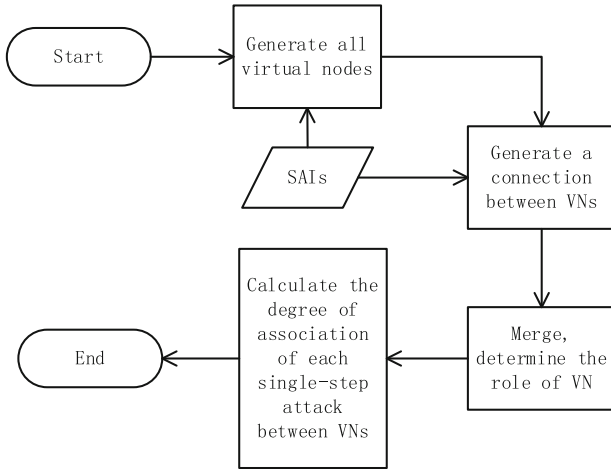 Start
Generate all
virtual nodes
SAIs
Generate a
connection
between VNs
Merge,
determine the
role of VN
Calculate the
degree of
association
of each
single-step
attack
between VNs
End